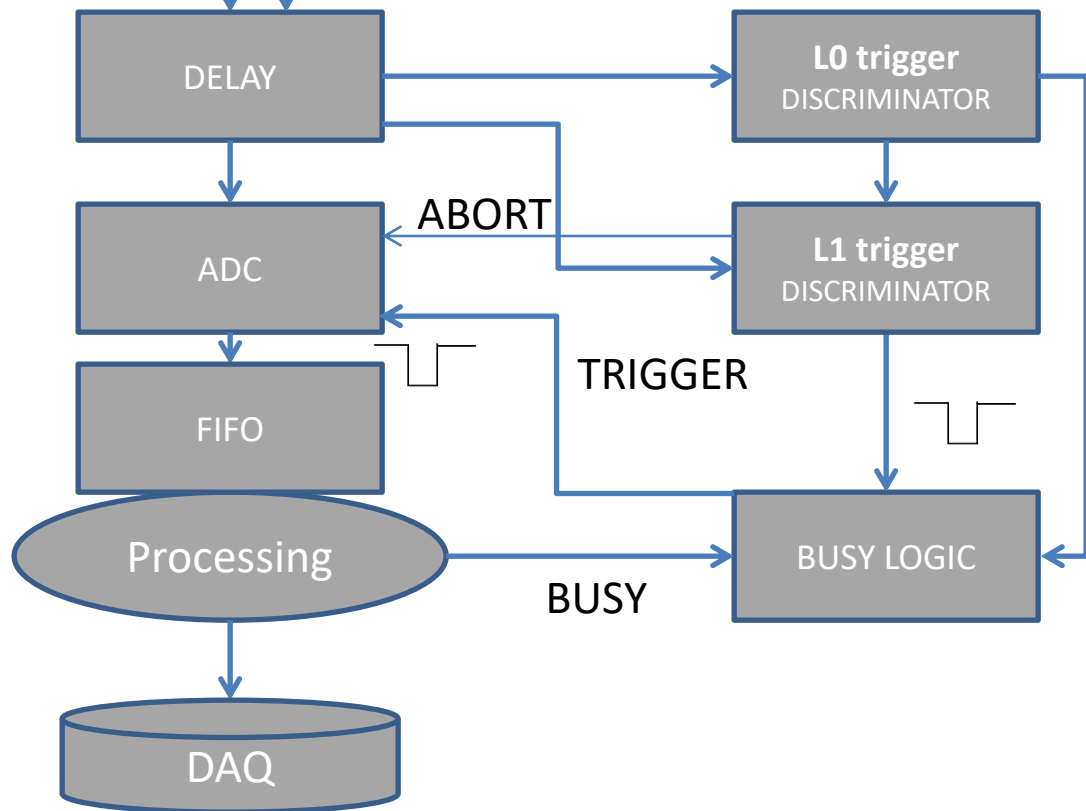 DELAY
L0 trigger
DISCRIMINATOR
ABORT
ADC
L1 trigger
DISCRIMINATOR
TRIGGER
FIFO
Processing
BUSY LOGIC
BUSY
DAQ